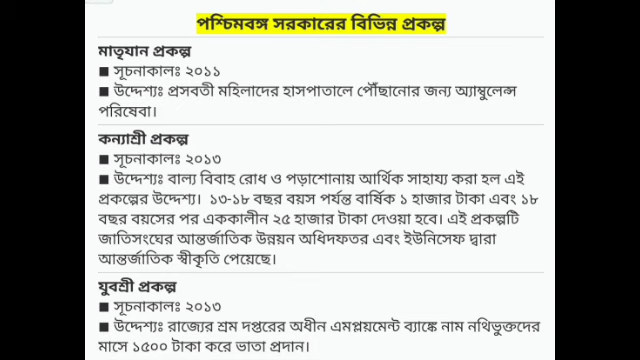 পশ্চিমবঙ্গ সরকারের বিভিন্ন প্রকল্প
মাতৃযান প্রকল্প
■ সূচনাকালঃ ২০১১
■ উদ্দেশ্যঃ প্রসবতী মহিলাদের হাসপাতালে পৌঁছানোর জন্য অ্যাম্বুলেন্স
পরিষেবা।
কন্যাশ্রী প্রকল্প
■ সূচনাকালঃ ২০১৩
■ উদ্দেশ্যঃ বাল্য বিবাহ রোধ ও পড়াশোনায় আর্থিক সাহায্য করা হল এই
প্রকল্পের উদ্দেশ্য। ১৩-১৮ বছর বয়স পর্যন্ত বার্ষিক ১ হাজার টাকা এবং ১৮
বছর বয়সের পর এককালীন ২৫ হাজার টাকা দেওয়া হবে। এই প্রকল্পটি
জাতিসংঘের আন্তর্জাতিক উন্নয়ন অধিদফতর এবং ইউনিসেফ দ্বারা
আন্তর্জাতিক স্বীকৃতি পেয়েছে।
যুবশ্রী প্রকল্প
■ সূচনাকালঃ ২০১৩
■ উদ্দেশ্যঃ রাজ্যের শ্রম দপ্তরের অধীন এমপ্লয়মেন্ট ব্যাঙ্কে নাম নথিভুক্তদের
মাসে ১৫০০ টাকা করে ভাতা প্রদান।